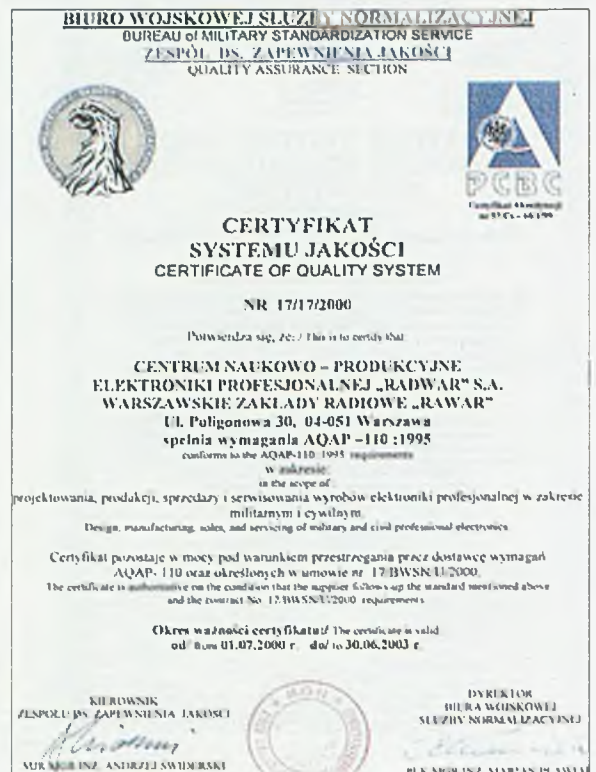 BIURO WOJSKOWEJ SŁUŻBY NORMALIZACYJNEJ
BUREAU of MILITARY STANDARDIZATION SERVICE
ZESPÓŁ DS. ZAPEWNIENIA JAKOŚCI
QUALITY ASSURANCE SECTION
PCBC
Certyfikat Akredytacji
CERTYFIKAT
SYSTEMU JAKOŚCI
CERTIFICATE OF QUALITY SYSTEM
NR 17/17/2000
Potwierdza się, że: / This is to certify that
CENTRUM NAUKOWO – PRODUKCYJNE
ELEKTRONIKI PROFESJONALNEJ „RADWAR” S.A.
WARSZAWSKIE ZAKŁADY RADIOWE „RAWAR”
Ul. Poligonowa 30, 04-051 Warszawa
spełnia wymagania AQAP –110 :1995
conforms to the AQAP-110 :1995 requirements
w zakresie:
in the scope of
projektowania, produkcji, sprzedaży i serwisowania wyrobów elektroniki profesjonalnej w zakresie
militarnym i cywilnym
Design, manufacturing, sales, and servicing of military and civil professional electronics
Certyfikat pozostaje w mocy pod warunkiem przestrzegania przez dostawcę wymagań
AQAP- 110 oraz określonych w umowie nr 17/BWSN/U/2000.
The certificate is authoritative on the condition that the supplier follows up the standard mentioned above
and the contract No. 17/BWSN/U/2000 requirements
Okres ważności certyfikatu/ The certificate is valid
od/ from 01.07.2000 r. do/ to 30.06.2003 r.
KIEROWNIK
ZESPOŁU DS. ZAPEWNIENIA JAKOŚCI
INŻ. ANDRZEJ ŚWIDERSKI
DYREKTOR
BIURA WOJSKOWEJ
SŁUŻBY NORMALIZACYJNEJ